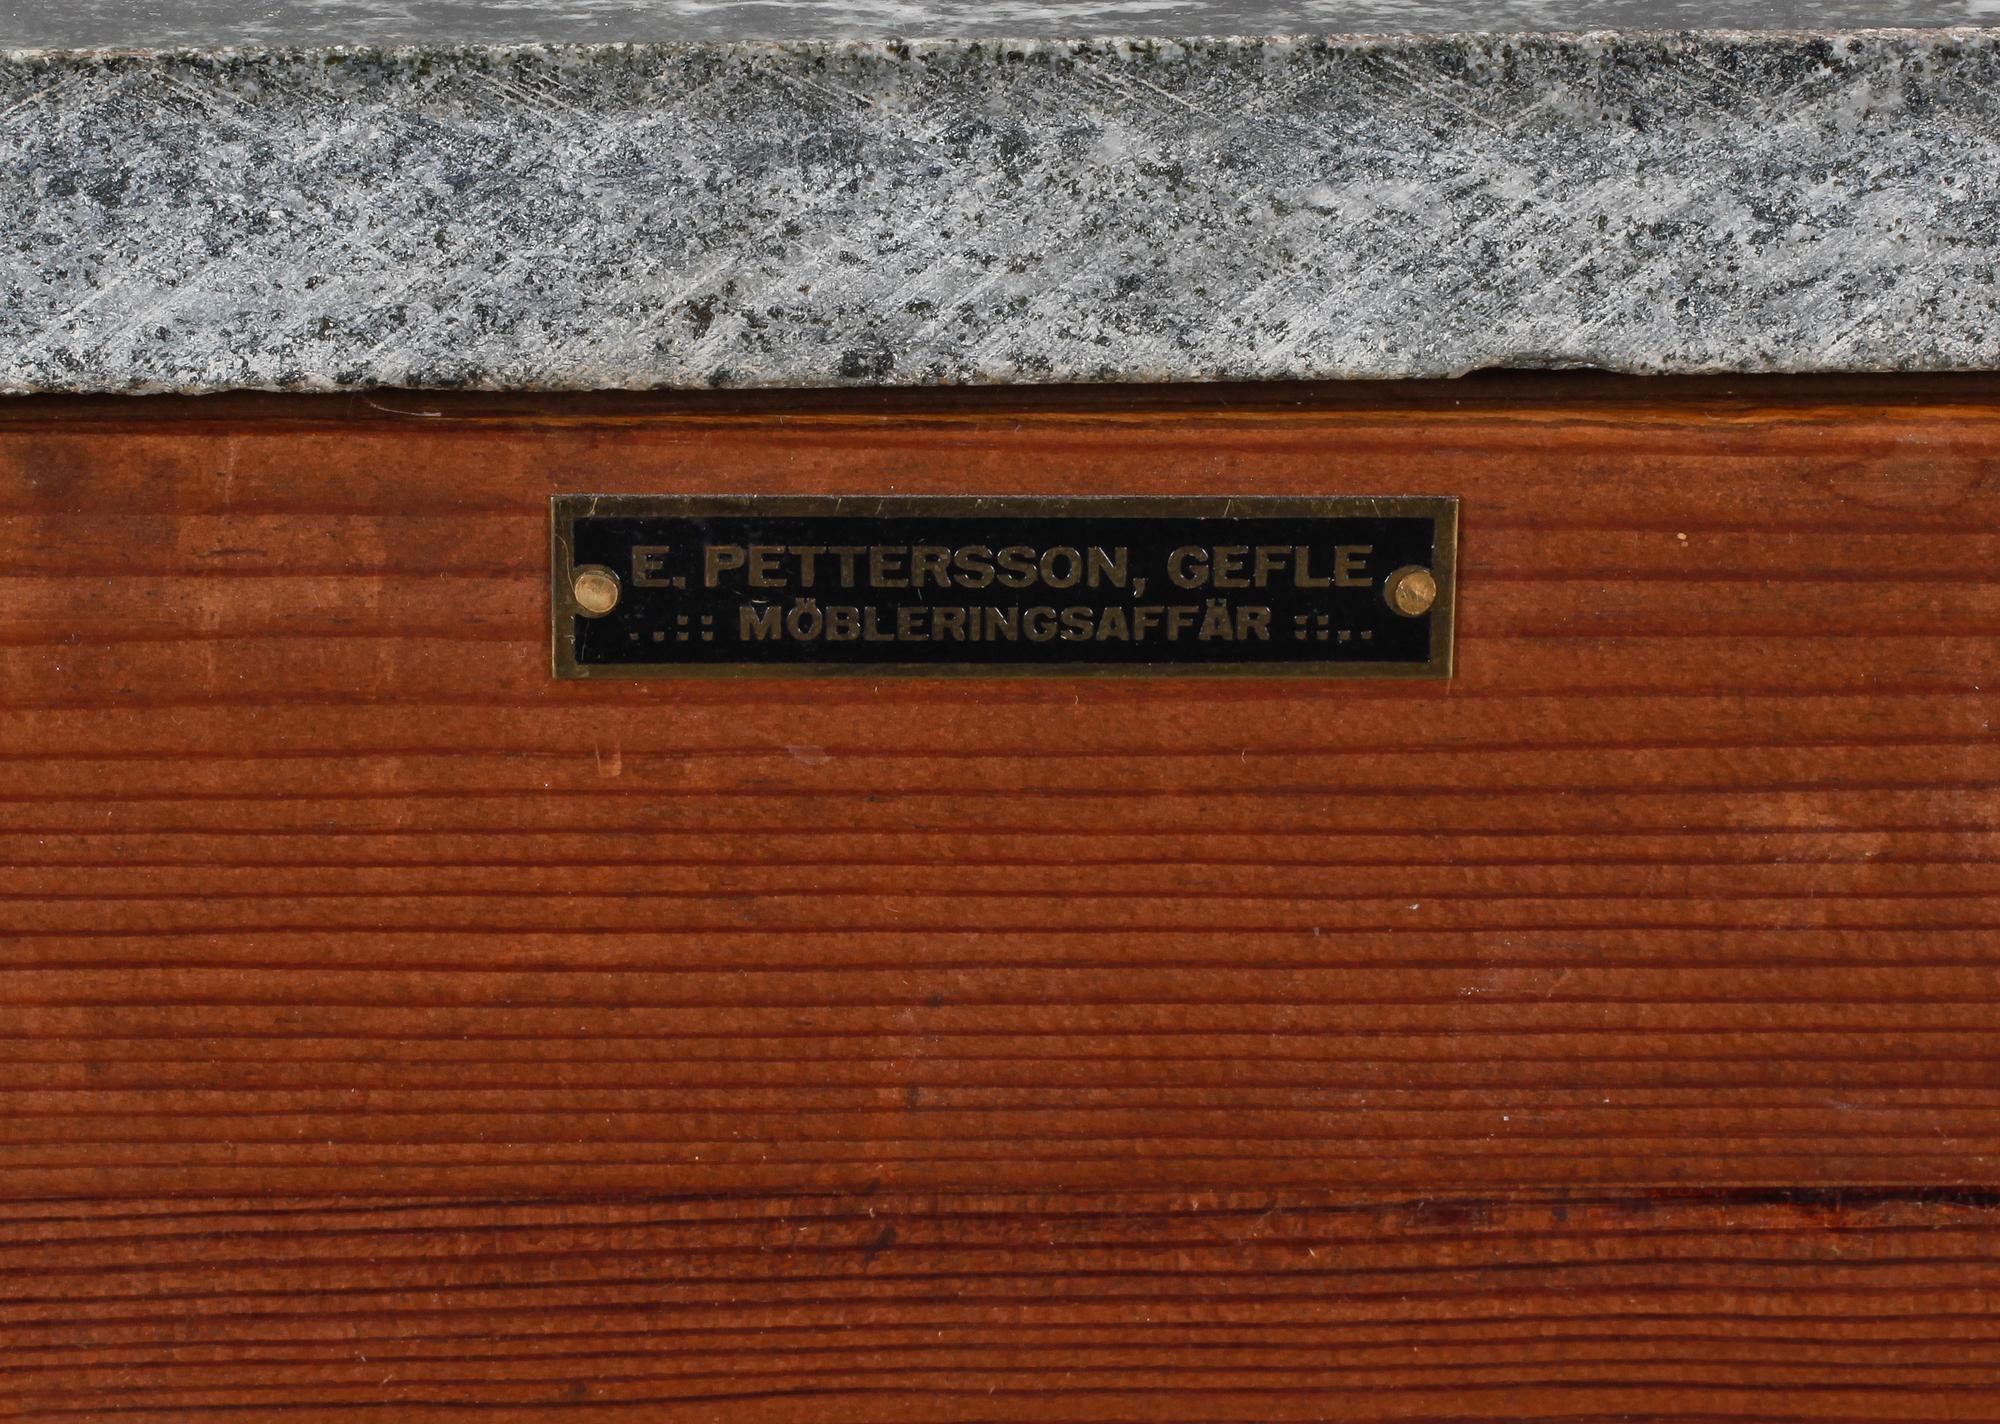 E. PETTERSSON, GEFLE
..:: MÖBLERINGSAFFÄR ::..